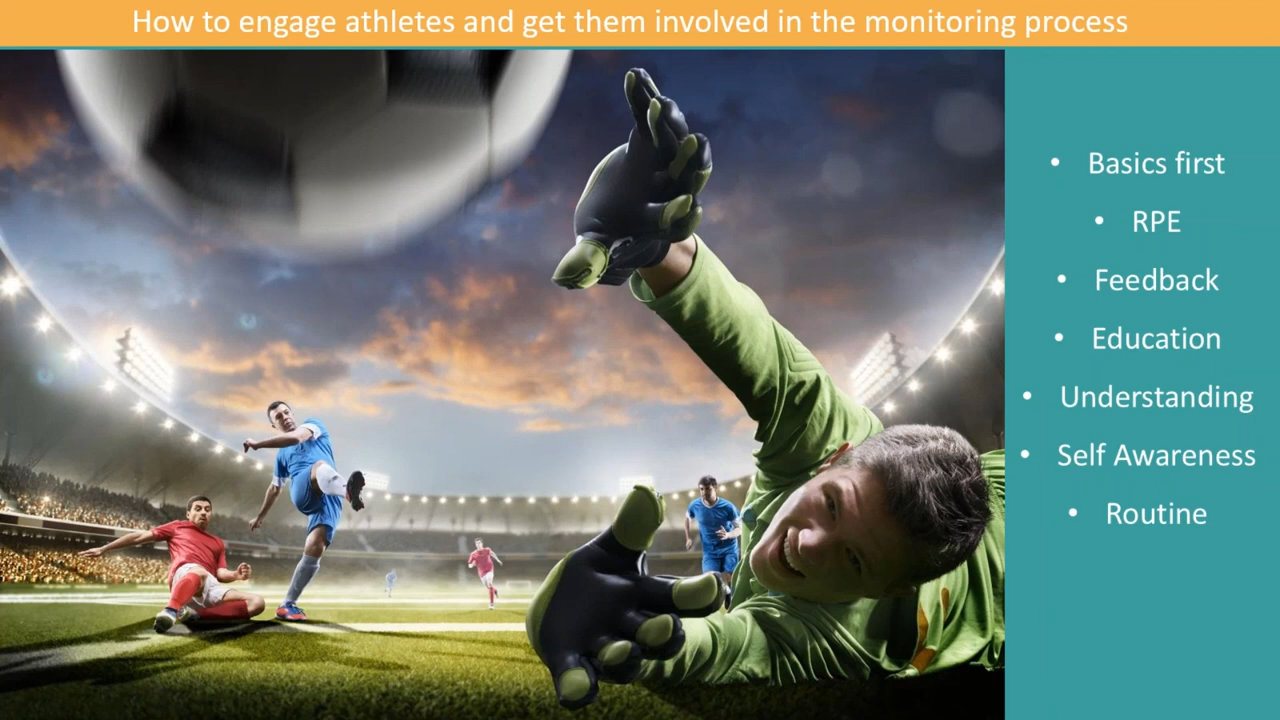 How to engage athletes and get them involved in the monitoring process
• Basics first
• RPE
• Feedback
• Education
• Understanding
• Self Awareness
• Routine